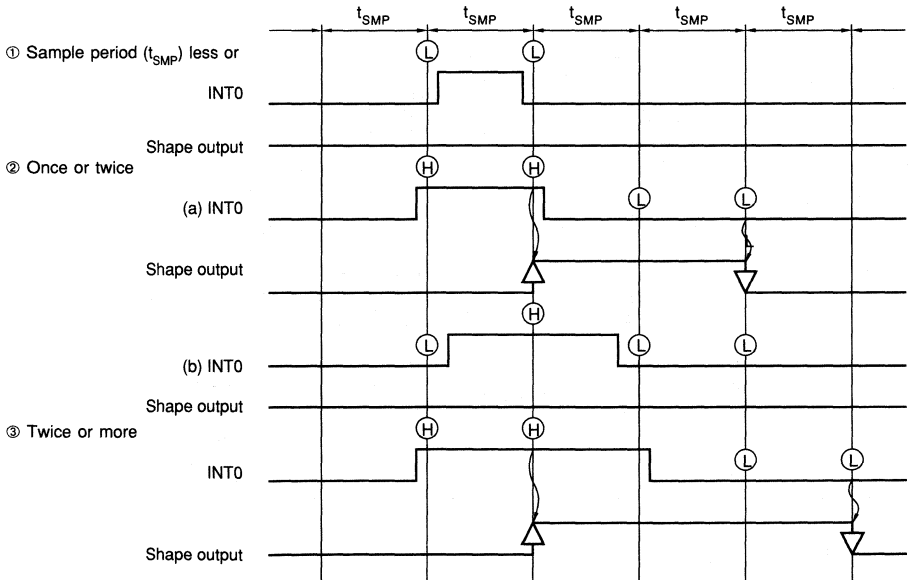 tSMP tSMP tSMP tSMP tSMP
① Sample period (tSMP) less or
L L
INT0
Shape output
② Once or twice
H H
(a) INT0
L L
Shape output
H
(b) INT0
L L L
Shape output
③ Twice or more
H H
INT0
L L
Shape output